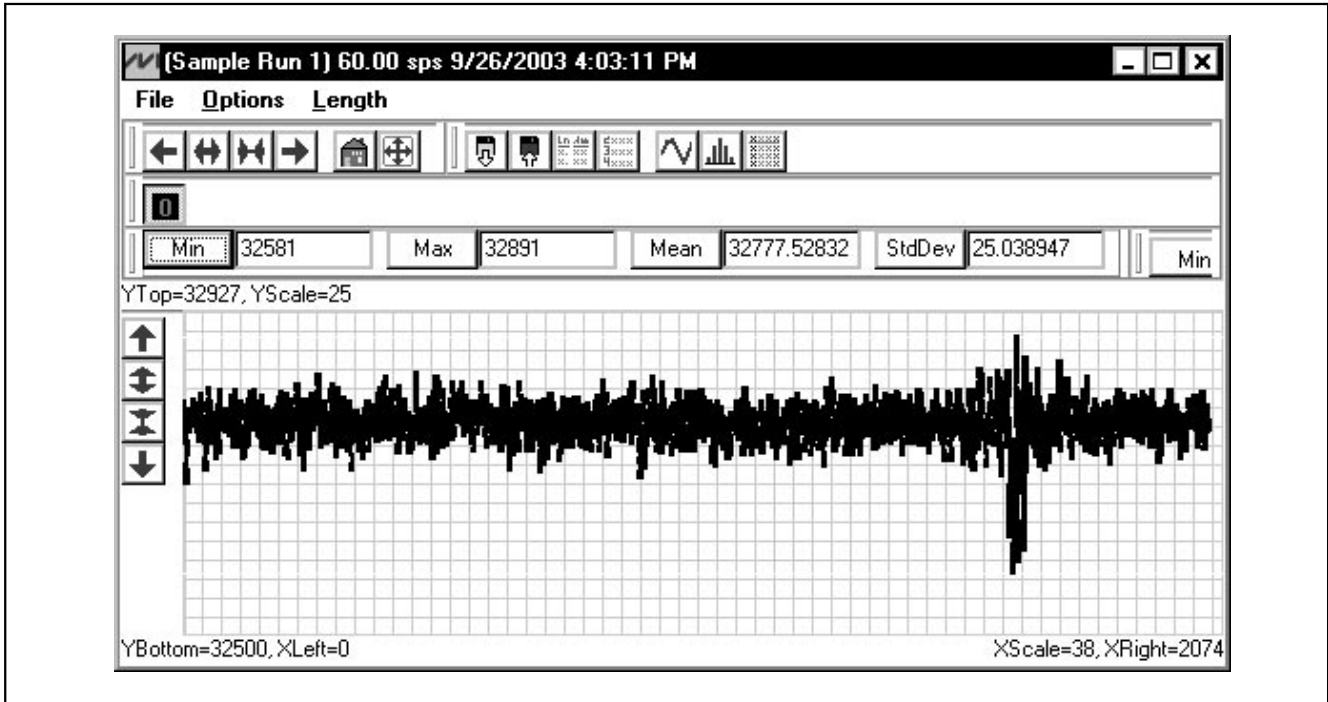 (Sample Run 1) 60.00 sps 9/26/2003 4:03:11 PM
File Options Length
0
Min 32581 Max 32891 Mean 32777.52832 StdDev 25.038947 Min
YTop=32927, YScale=25
YBottom=32500, XLeft=0 XScale=38, XRight=2074